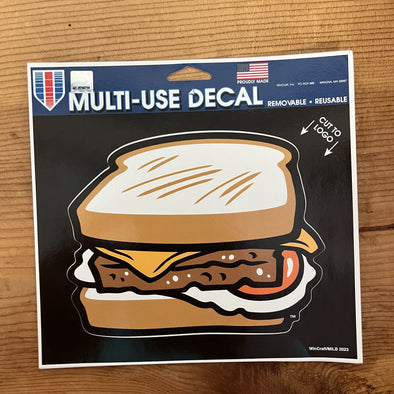 PROUDLY MADE
MULTI-USE DECAL
REMOVABLE • REUSABLE
CUT TO
LOGO
TM
WinCraft/MiLB 2023